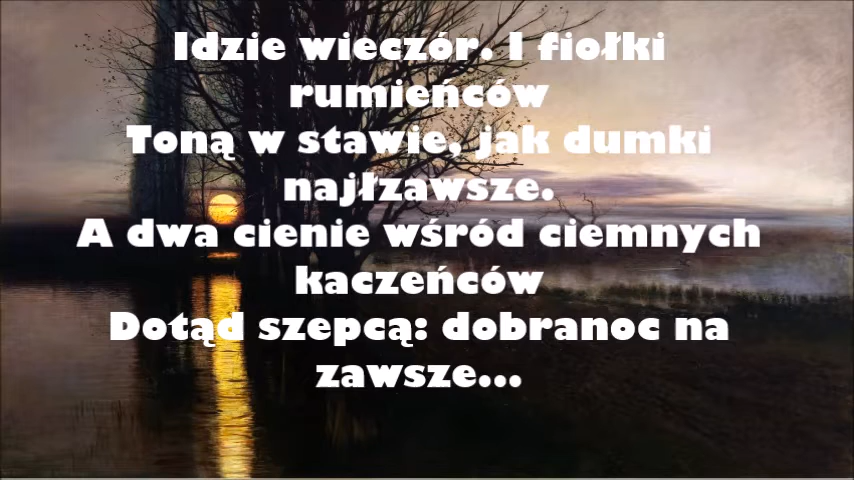 Idzie wieczór. I fiołki
rumieńców
Toną w stawie, jak dumki
najłzawsze.
A dwa cienie wśród ciemnych
kaczeńców
Dotąd szepcą: dobranoc na
zawsze...